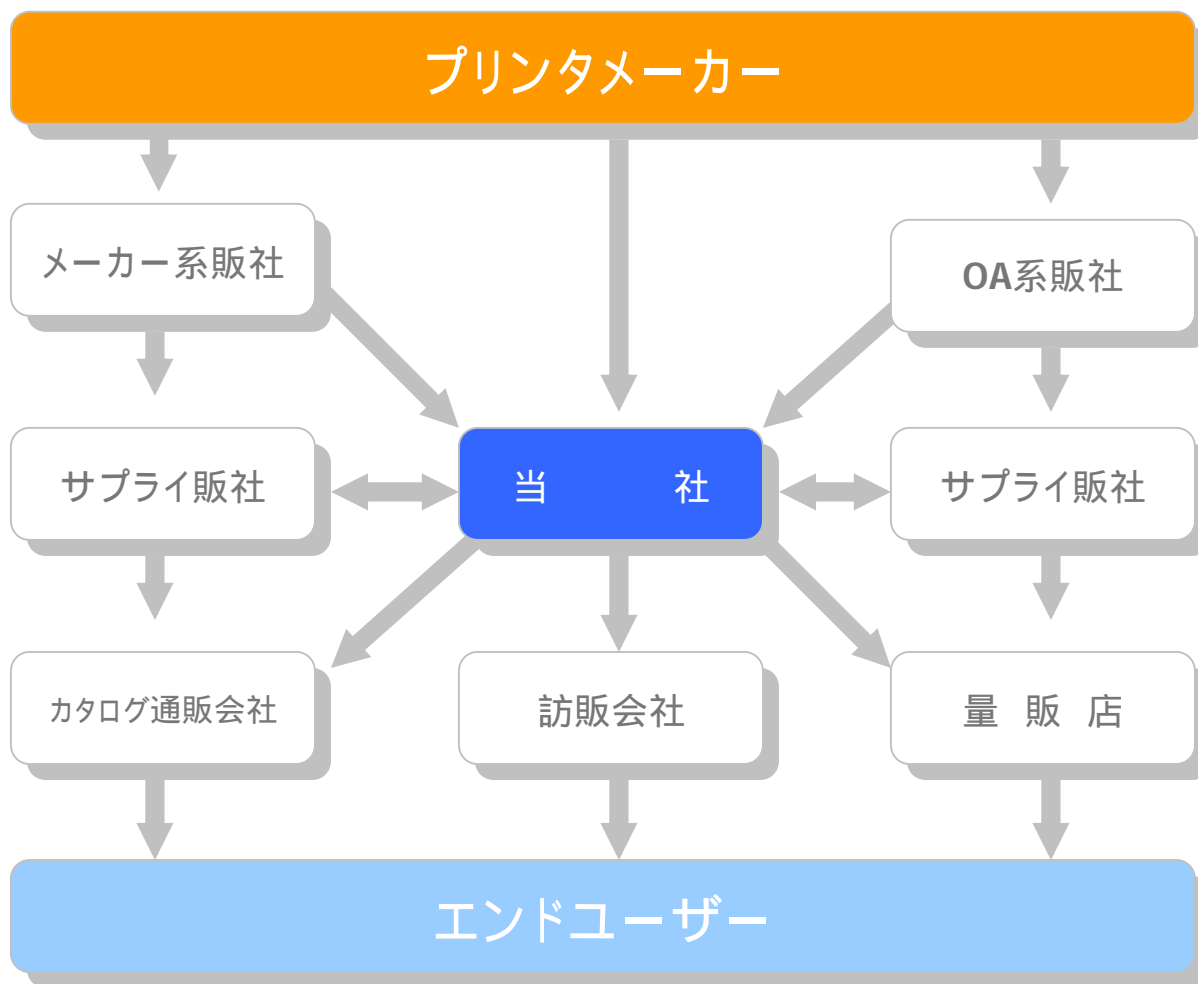 プリンタメーカー
メーカー系販社
OA系販社
サプライ販社
当　　　社
サプライ販社
カタログ通販会社
訪販会社
量 販 店
エンドユーザー